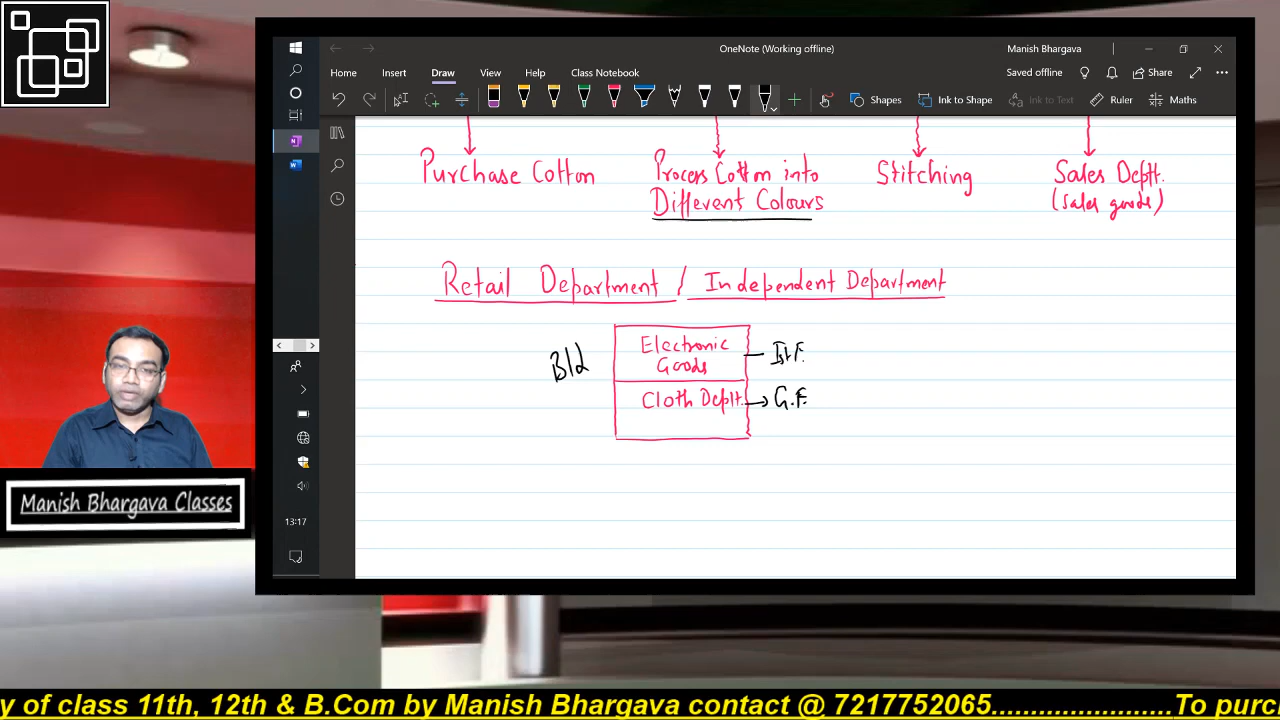 OneNote (Working offline)
Manish Bhargava
Home Insert Draw View Help Class Notebook
Saved offline
Share
Shapes
Ink to Shape
Ink to Text
Ruler
Maths
Purchase Cotton
Process Cotton into
Different Colours
Stitching
Sales Deptt.
(Sales goods)
Retail Department / Independent Department
Bld
Electronic
Goods
Ist F.
Cloth Deptt.
G.F.
13:17
Manish Bhargava Classes
y of class 11th, 12th & B.Com by Manish Bhargava contact @ 7217752065.......................To purc